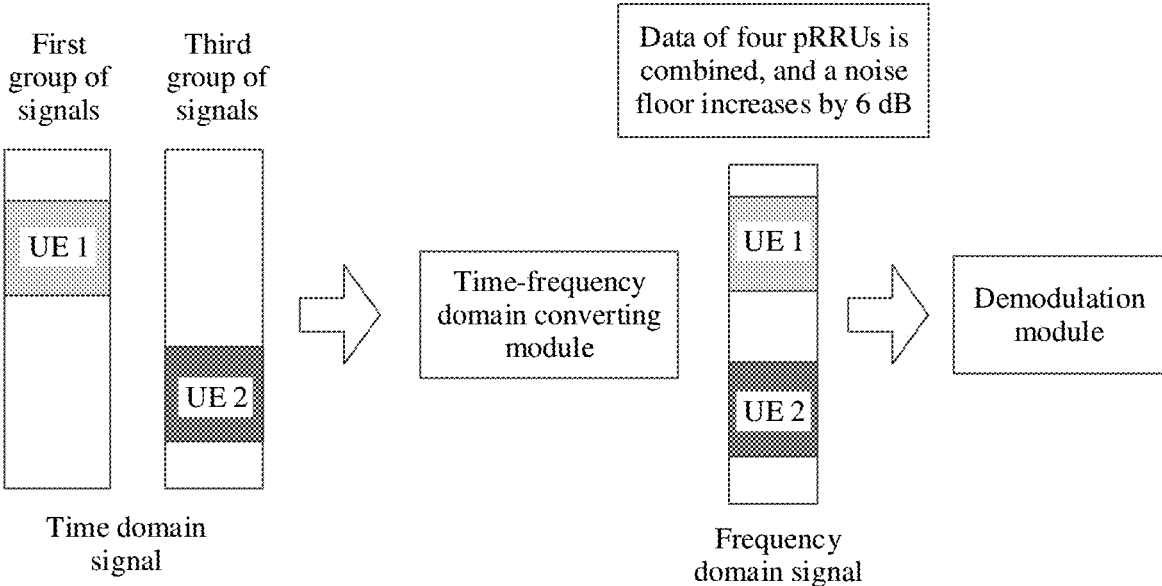 First
group of
signals
Third
group of
signals
UE 1
UE 2
Time domain
signal
Time-frequency
domain converting
module
Data of four pRRUs is
combined, and a noise
floor increases by 6 dB
UE 1
UE 2
Frequency
domain signal
Demodulation
module